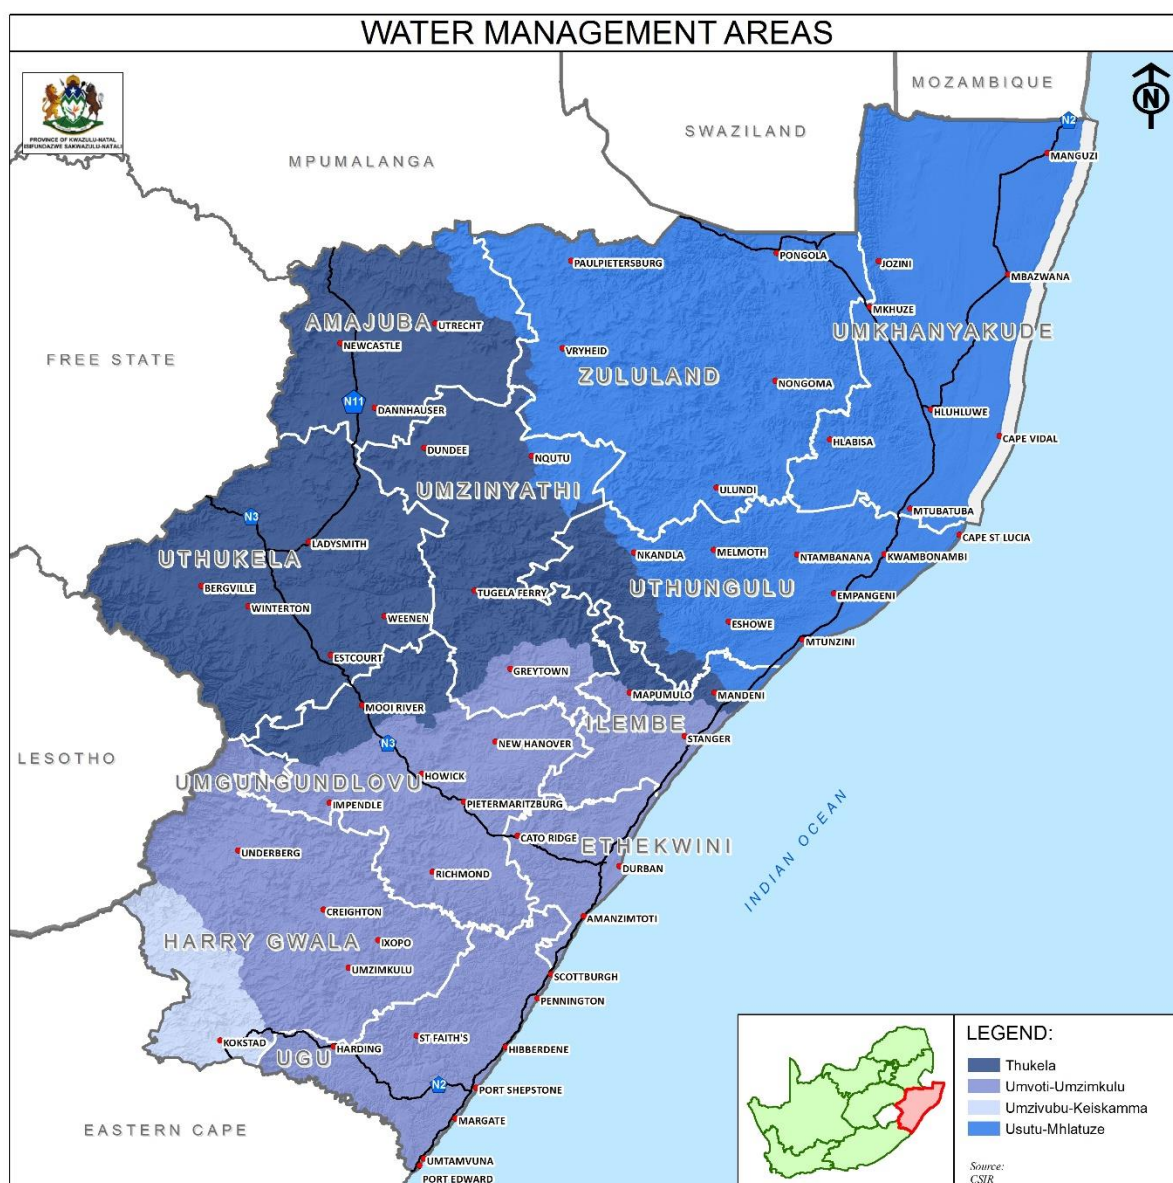 WATER MANAGEMENT AREAS
PROVINCE OF KWAZULU-NATAL
ISIFUNDAZWE SAKWAZULU-NATALI
MOZAMBIQUE
N
SWAZILAND
MPUMALANGA
N2
MANGUZI
PAULPIETERSBURG
PONGOLA
JOZINI
MBAZWANA
MKHUZE
AMAJUBA
UTRECHT
UMKHANYAKUDE
NEWCASTLE
FREE STATE
VRYHEID
ZULULAND
NONGOMA
N11
DANNHAUSER
HLUHLUWE
DUNDEE
HLABISA
CAPE VIDAL
NQUTU
UMZINYATHI
ULUNDI
N3
MTUBATUBA
CAPE ST LUCIA
LADYSMITH
UTHUKELA
NKANDLA
MELMOTH
NTAMBANANA
KWAMBONAMBI
BERGVILLE
TUGELA FERRY
UTHUNGULU
EMPANGENI
WINTERTON
WEENEN
ESHOWE
MTUNZINI
ESTCOURT
GREYTOWN
MAPUMULO
MANDENI
MOOI RIVER
ILEMBE
N3
NEW HANOVER
STANGER
LESOTHO
HOWICK
UMGUNGUNDLOVU
IMPENDLE
PIETERMARITZBURG
CATO RIDGE
ETHEKWINI
INDIAN OCEAN
UNDERBERG
DURBAN
RICHMOND
CREIGHTON
AMANZIMTOTI
HARRY GWALA
IXOPO
UMZIMKULU
SCOTTBURGH
PENNINGTON
KOKSTAD
ST FAITH'S
HARDING
HIBBERDENE
UGU
N2
PORT SHEPSTONE
MARGATE
EASTERN CAPE
UMTAMVUNA
PORT EDWARD
LEGEND:
Thukela
Umvoti-Umzimkulu
Umzivubu-Keiskamma
Usutu-Mhlatuze
Source:
CSIR